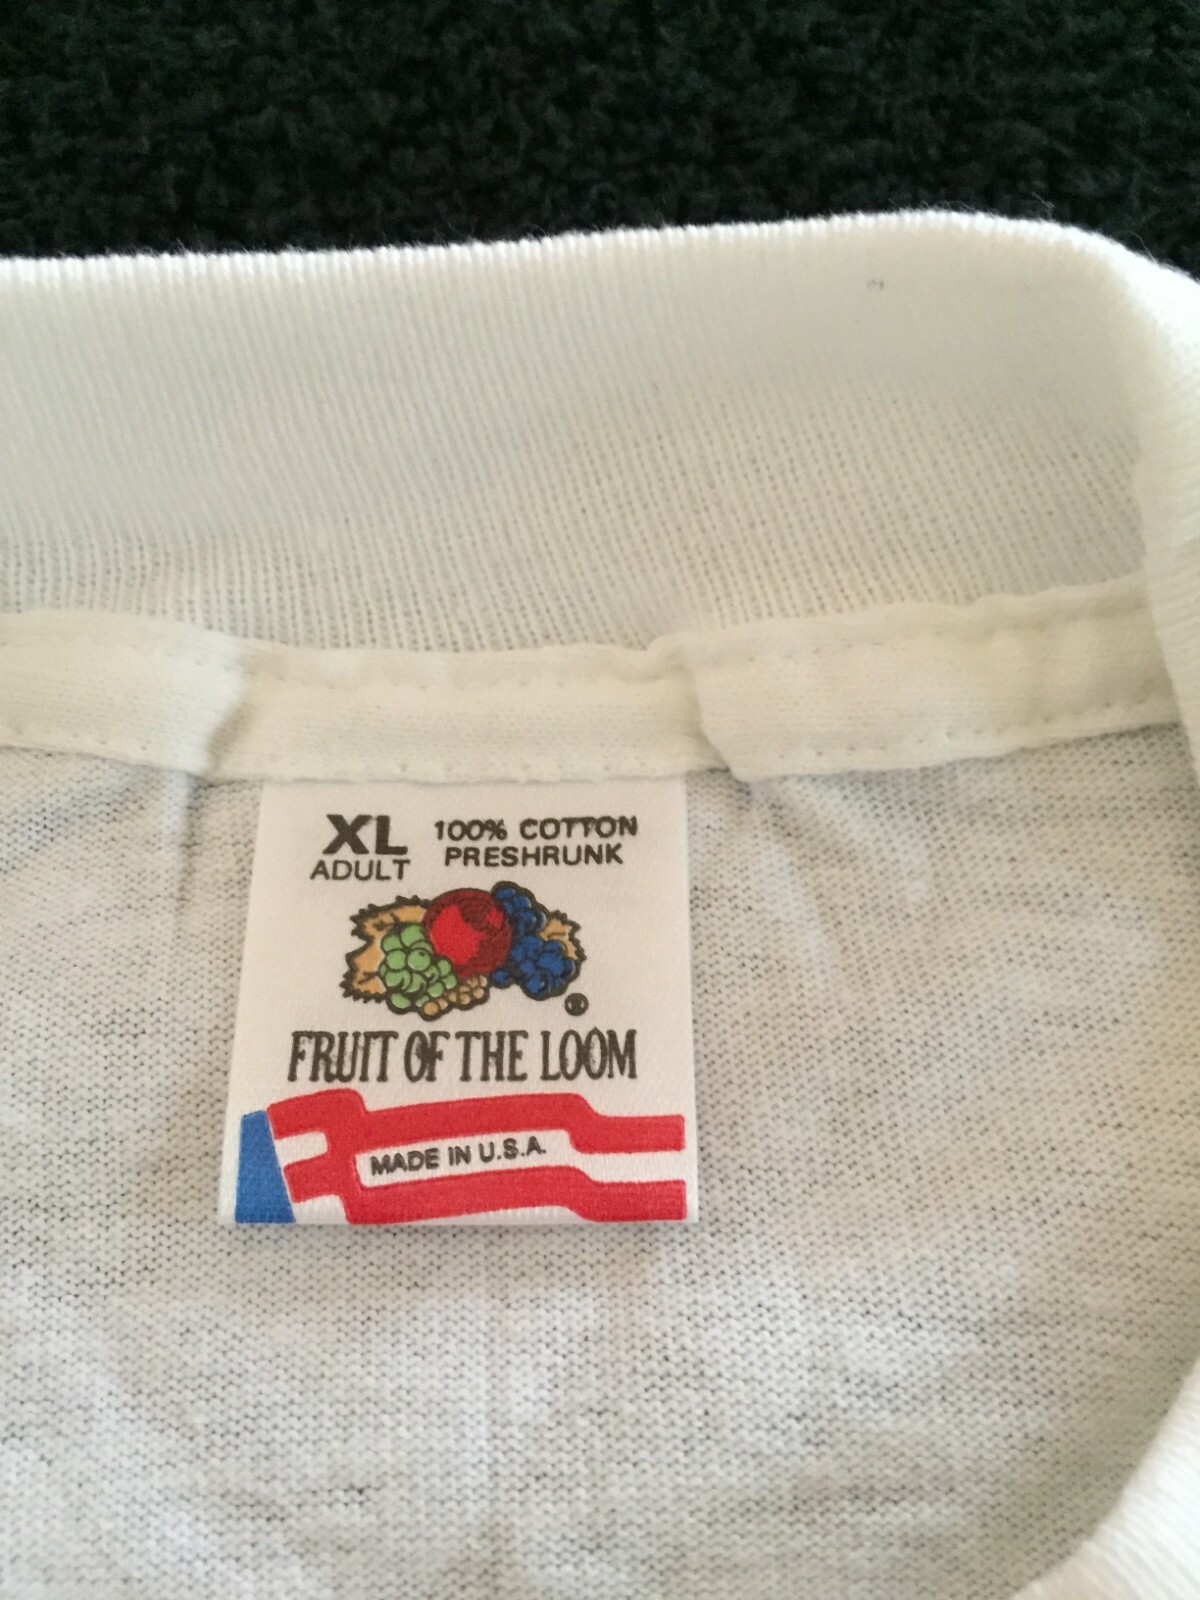 XL 100% COTTON
ADULT PRESHRUNK
®
FRUIT OF THE LOOM
MADE IN U.S.A.